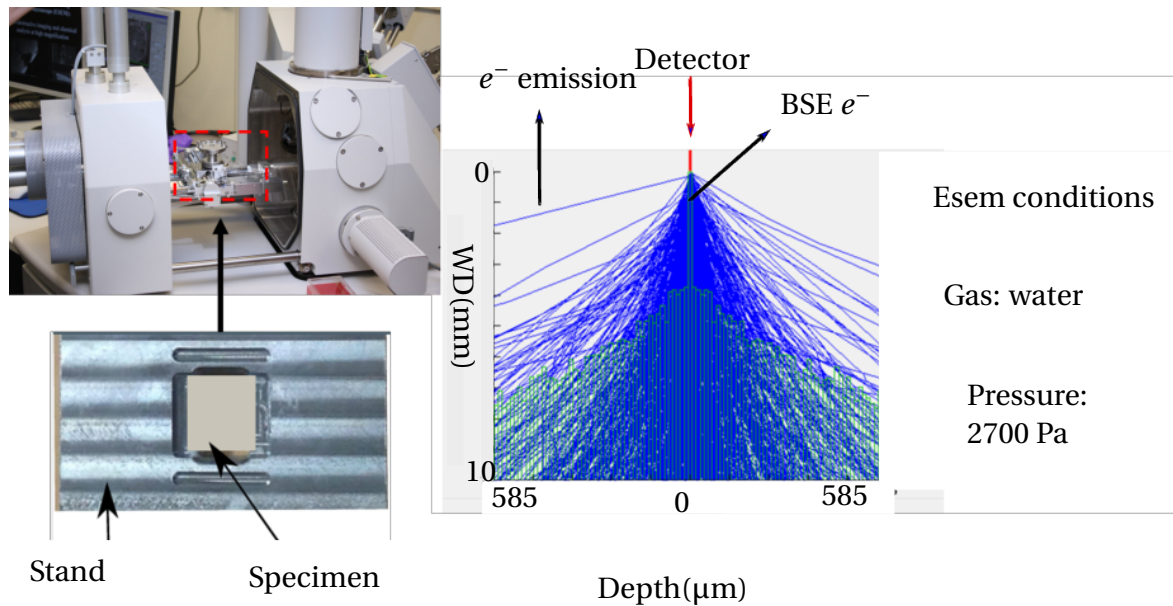 Detector
e⁻ emission
BSE e⁻
0
WD(mm)
10
585
0
585
Depth(μm)
Esem conditions
Gas: water
Pressure:
2700 Pa
Stand
Specimen